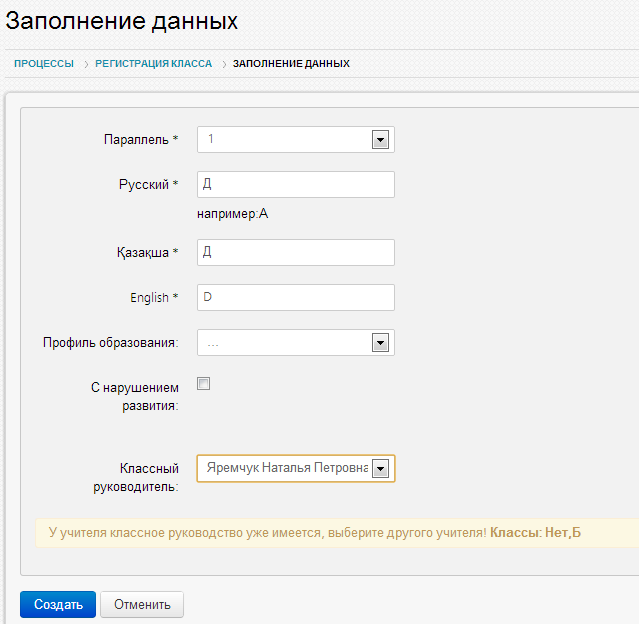 Заполнение данных
ПРОЦЕССЫ > РЕГИСТРАЦИЯ КЛАССА > ЗАПОЛНЕНИЕ ДАННЫХ
Параллель * 1
Русский * Д
например:А
Қазақша * Д
English * D
Профиль образования: ...
С нарушением
развития:
Классный
руководитель:
Яремчук Наталья Петровна
У учителя классное руководство уже имеется, выберите другого учителя! Классы: Нет,Б
Создать Отменить